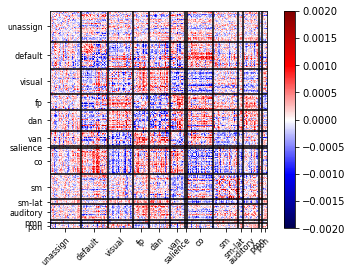 unassign
default
visual
fp
dan
van
salience
co
sm
sm-lat
auditory
pmn
pon
unassign
default
visual
fp
dan
van
salience
co
sm
sm-lat
auditory
0.0020
0.0015
0.0010
0.0005
0.0000
−0.0005
−0.0010
−0.0015
−0.0020